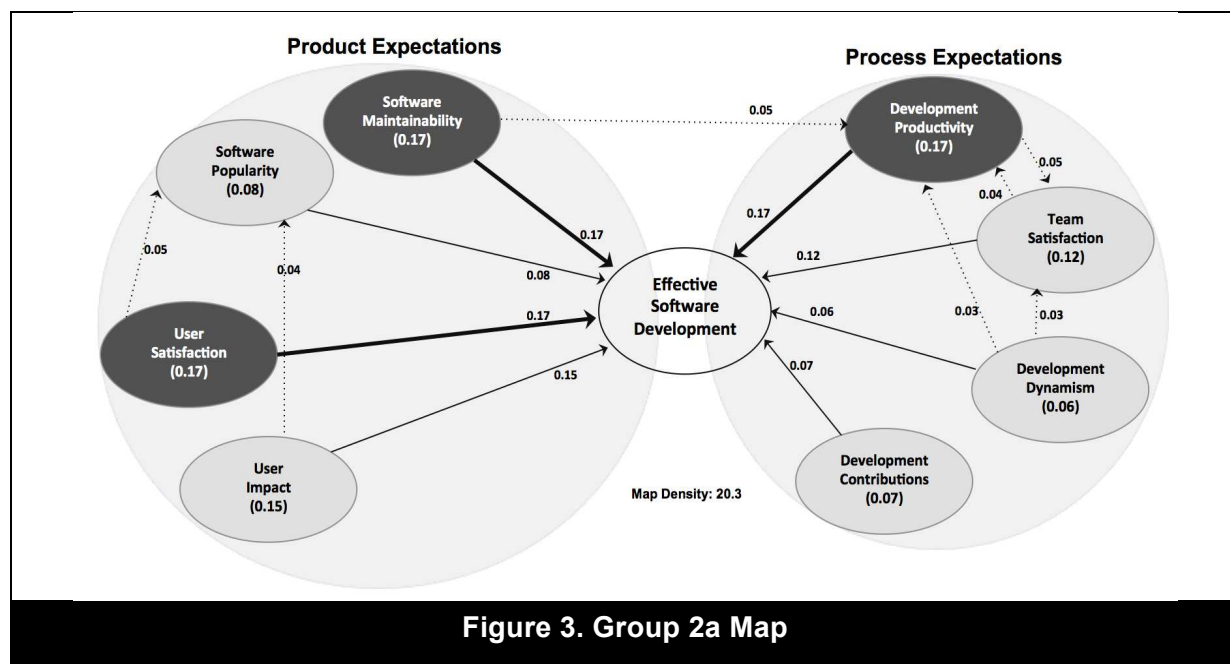 Product Expectations
Process Expectations
Software
Maintainability
(0.17)
Software
Popularity
(0.08)
User
Satisfaction
(0.17)
User
Impact
(0.15)
0.05
0.04
0.17
0.08
0.17
0.15
0.05
Effective
Software
Development
Development
Productivity
(0.17)
0.05
0.04
0.17
Team
Satisfaction
(0.12)
0.12
0.03
0.03
0.06
Development
Dynamism
(0.06)
0.07
Development
Contributions
(0.07)
Map Density: 20.3
Figure 3. Group 2a Map